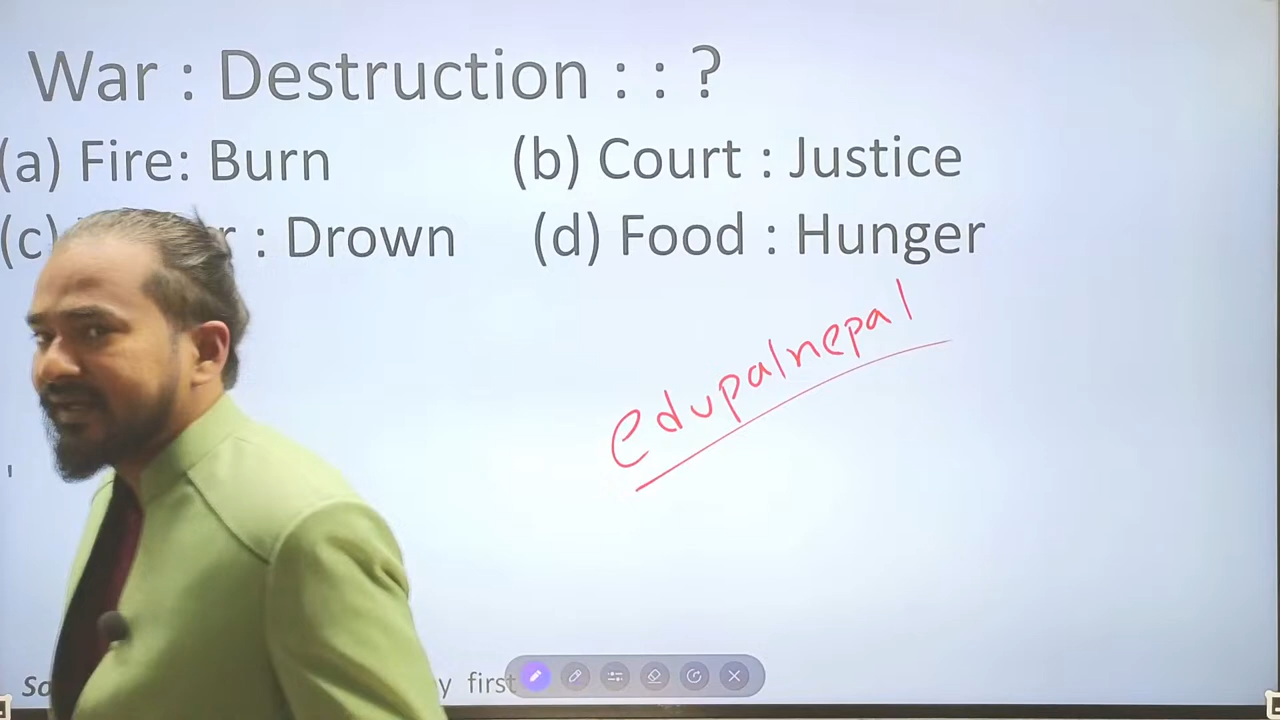 War : Destruction : : ?
(a) Fire: Burn (b) Court : Justice
(c) : Drown (d) Food : Hunger
edupalnepal
first